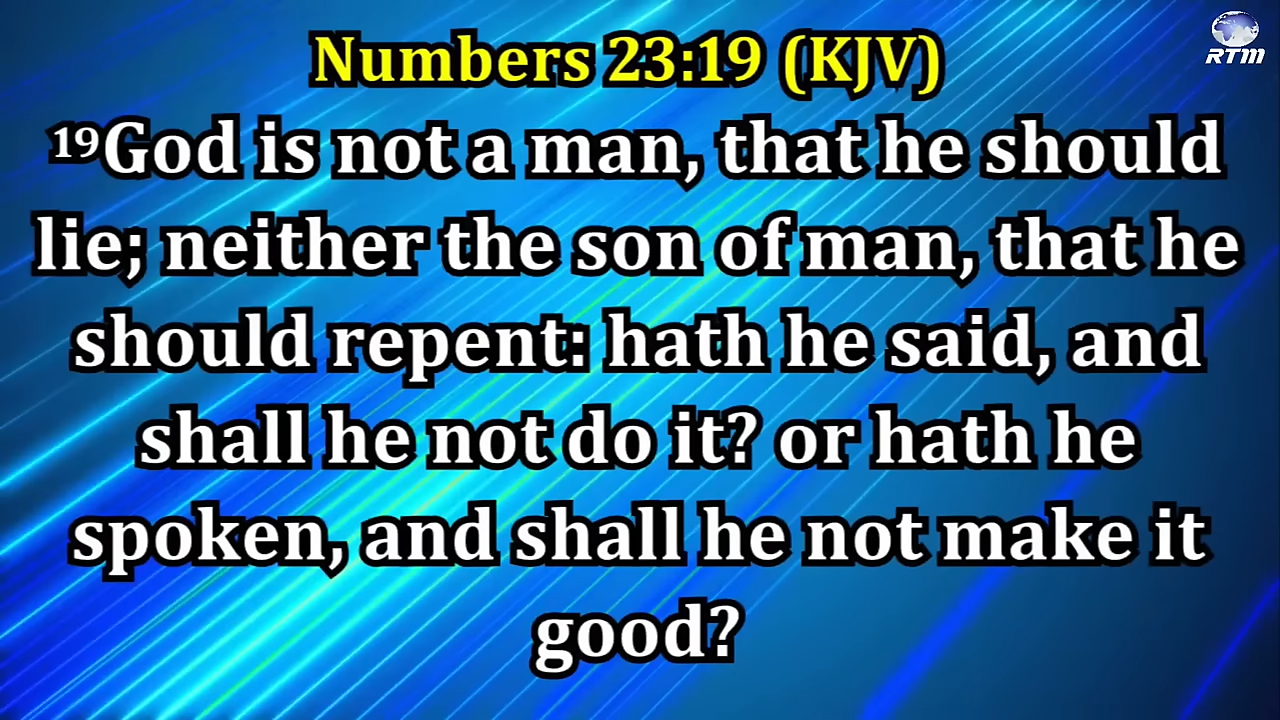 Numbers 23:19 (KJV)
RTM
¹⁹God is not a man, that he should
lie; neither the son of man, that he
should repent: hath he said, and
shall he not do it? or hath he
spoken, and shall he not make it
good?